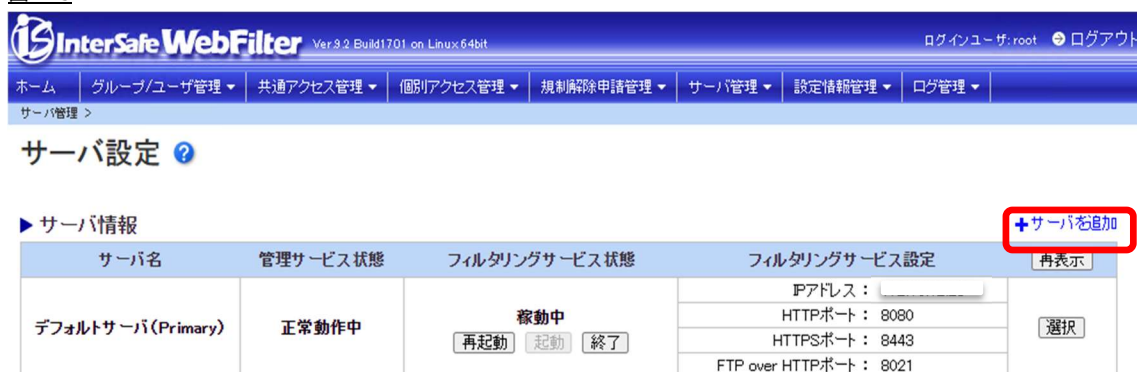 InterSafe WebFilter Ver.9.2 Build1701 on Linux64bit ログインユーザ:root ログアウト
ホーム グループ/ユーザ管理▼ 共通アクセス管理▼ 個別アクセス管理▼ 規制解除申請管理▼ サーバ管理▼ 設定情報管理▼ ログ管理▼
サーバ管理 >
サーバ設定 ?
▶サーバ情報 +サーバを追加
サーバ名 管理サービス状態 フィルタリングサービス状態 フィルタリングサービス設定 再表示
デフォルトサーバ(Primary) 正常動作中 稼動中 再起動 起動 終了
IPアドレス:
HTTPポート: 8080
HTTPSポート: 8443
FTP over HTTPポート: 8021
選択